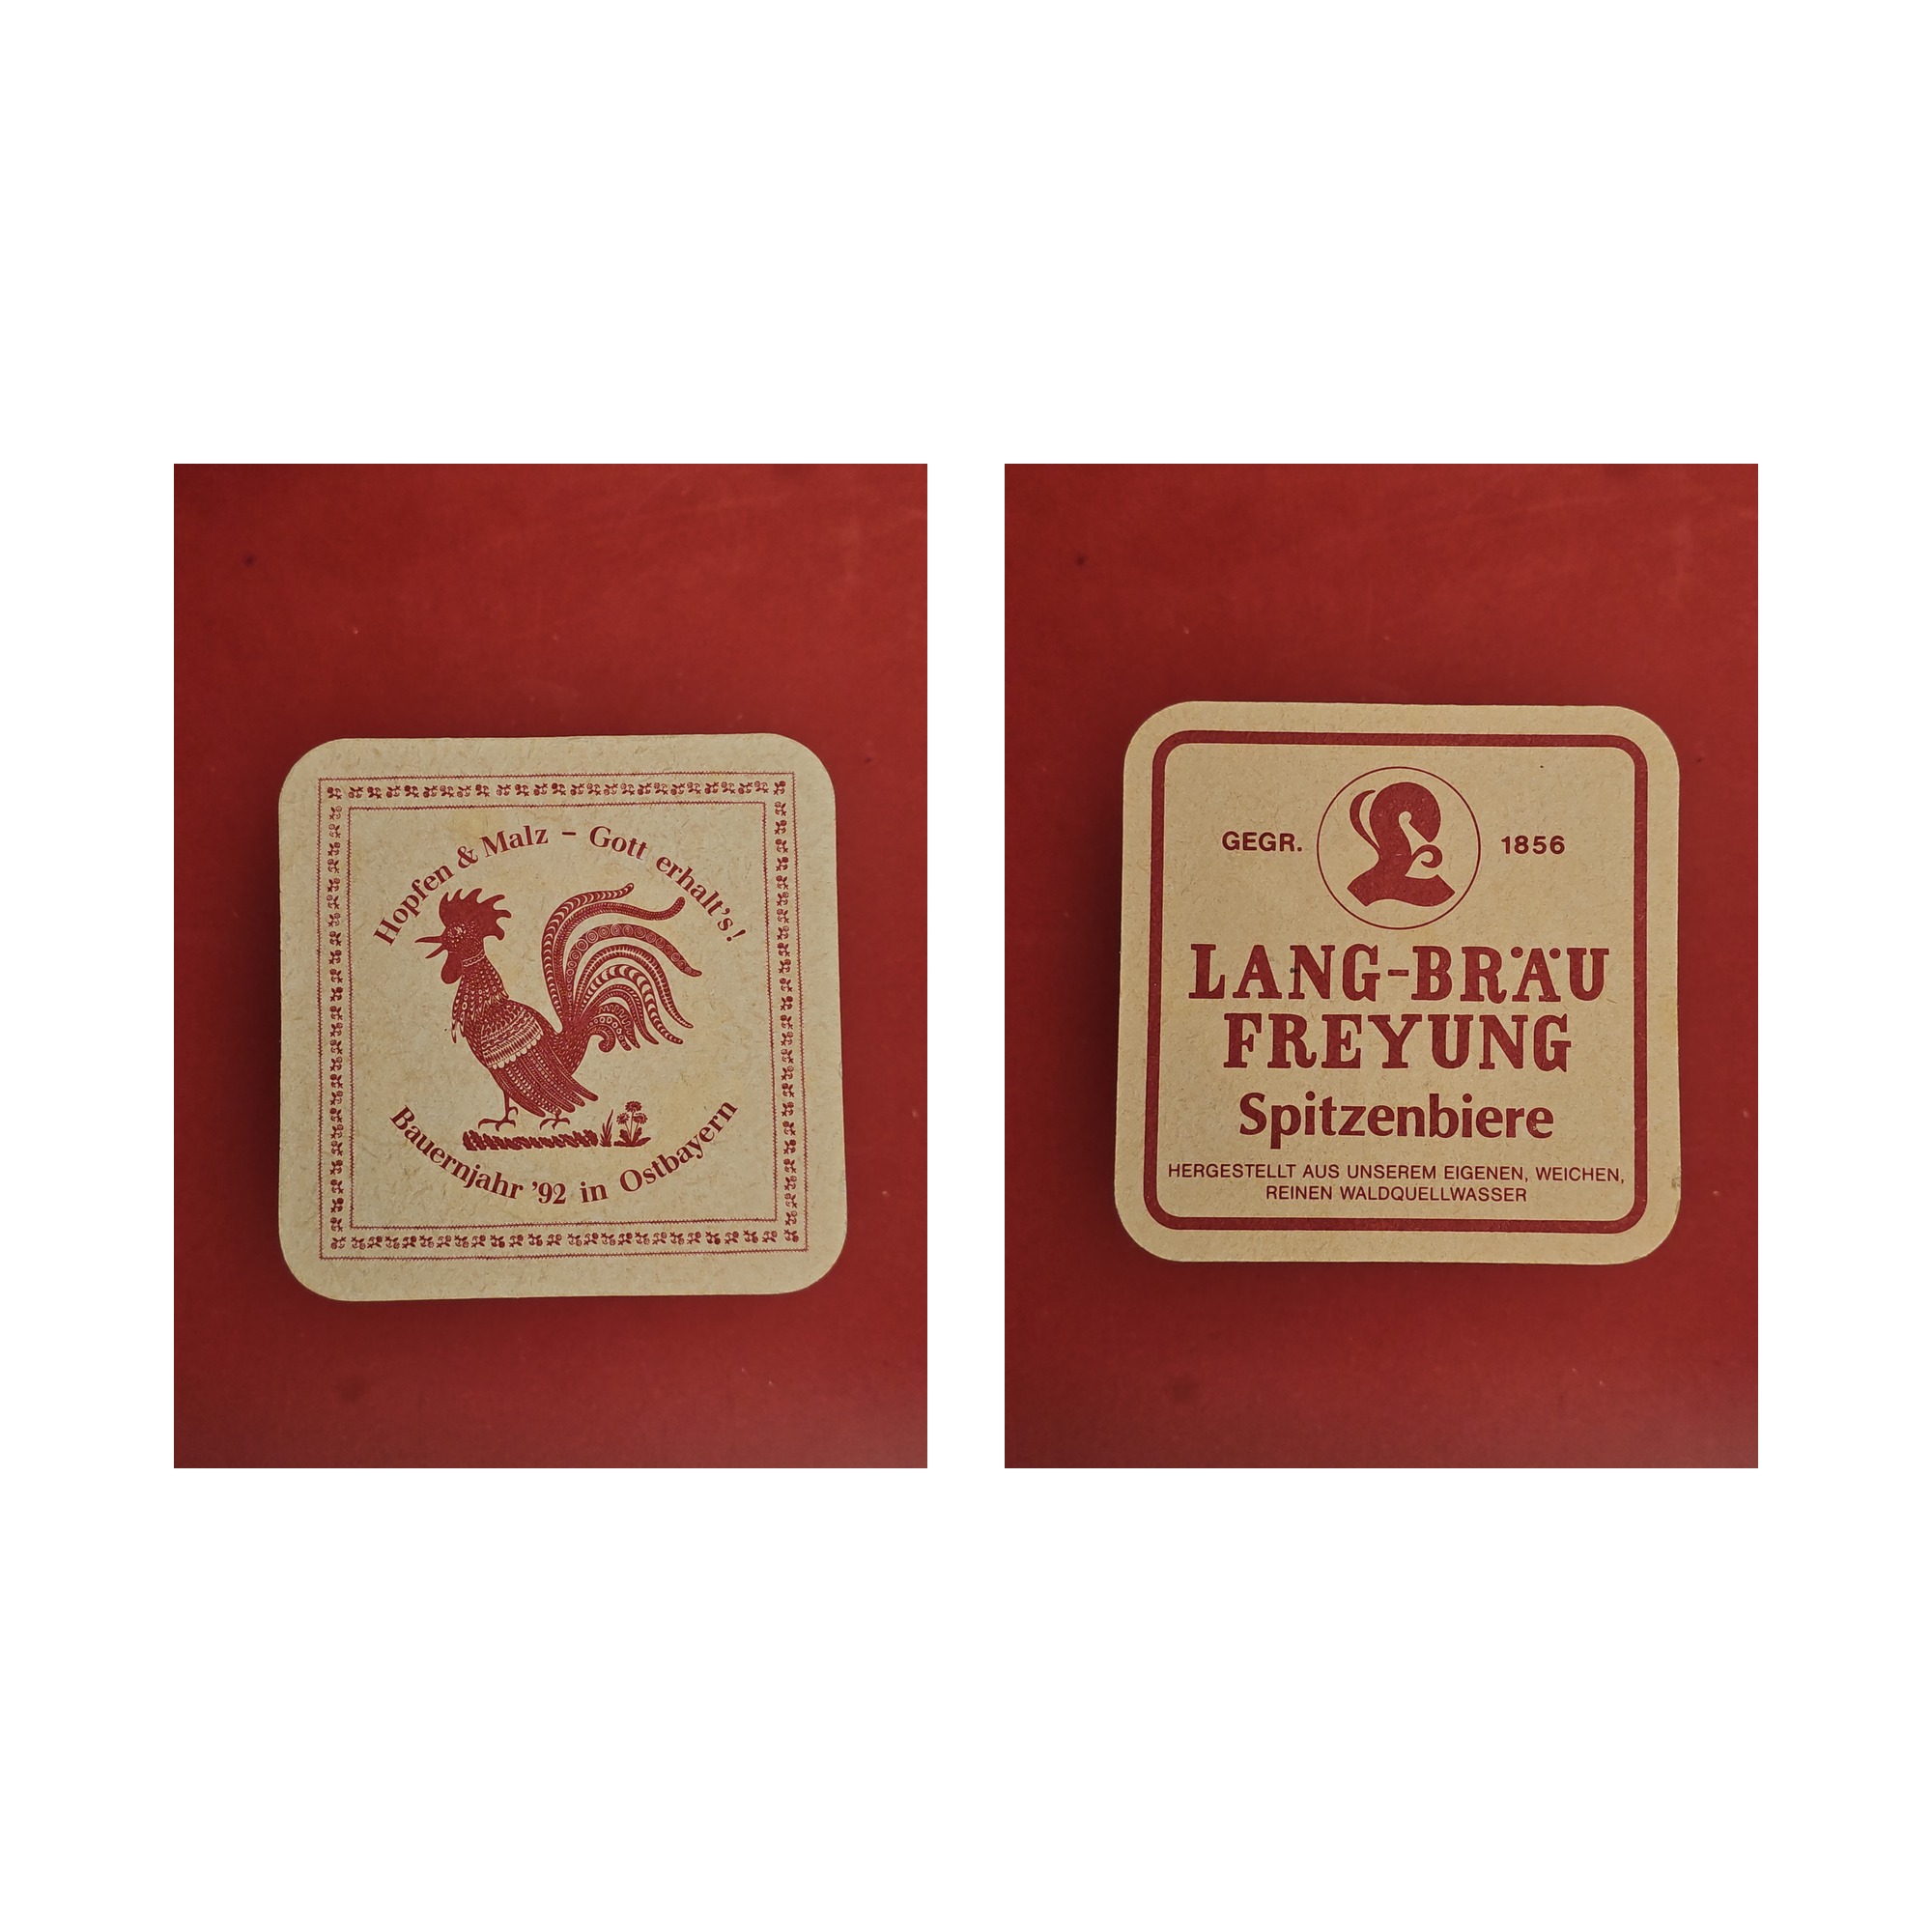 Hopfen & Malz - Gott erhalt's!
Bauernjahr '92 in Ostbayern
GEGR. 1856
LANG-BRÄU
FREYUNG
Spitzenbiere
HERGESTELLT AUS UNSEREM EIGENEN, WEICHEN,
REINEN WALDQUELLWASSER